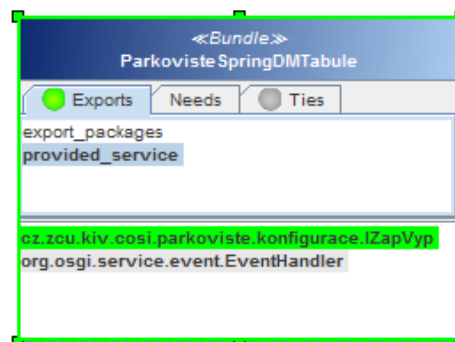 ≪Bundle≫
ParkovisteSpringDMTabule
Exports Needs Ties
export_packages
provided_service
cz.zcu.kiv.cosi.parkoviste.konfigurace.IZapVyp
org.osgi.service.event.EventHandler